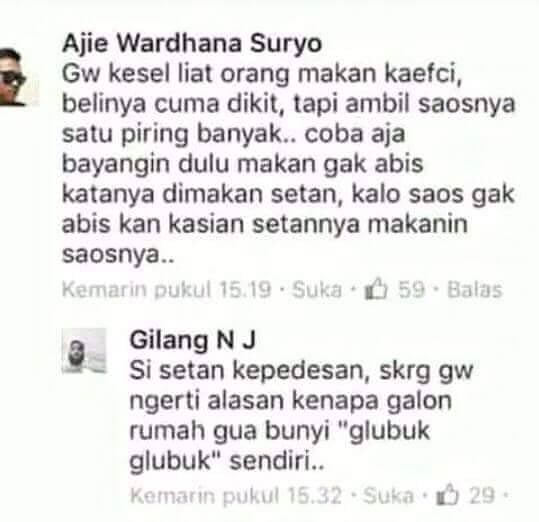 Ajie Wardhana Suryo
Gw kesel liat orang makan kaefci,
belinya cuma dikit, tapi ambil saosnya
satu piring banyak.. coba aja
bayangin dulu makan gak abis
katanya dimakan setan, kalo saos gak
abis kan kasian setannya makanin
saosnya..
Kemarin pukul 15.19 · Suka · 59 · Balas
Gilang N J
Si setan kepedesan, skrg gw
ngerti alasan kenapa galon
rumah gua bunyi "glubuk
glubuk" sendiri..
Kemarin pukul 15.32 · Suka · 29 ·